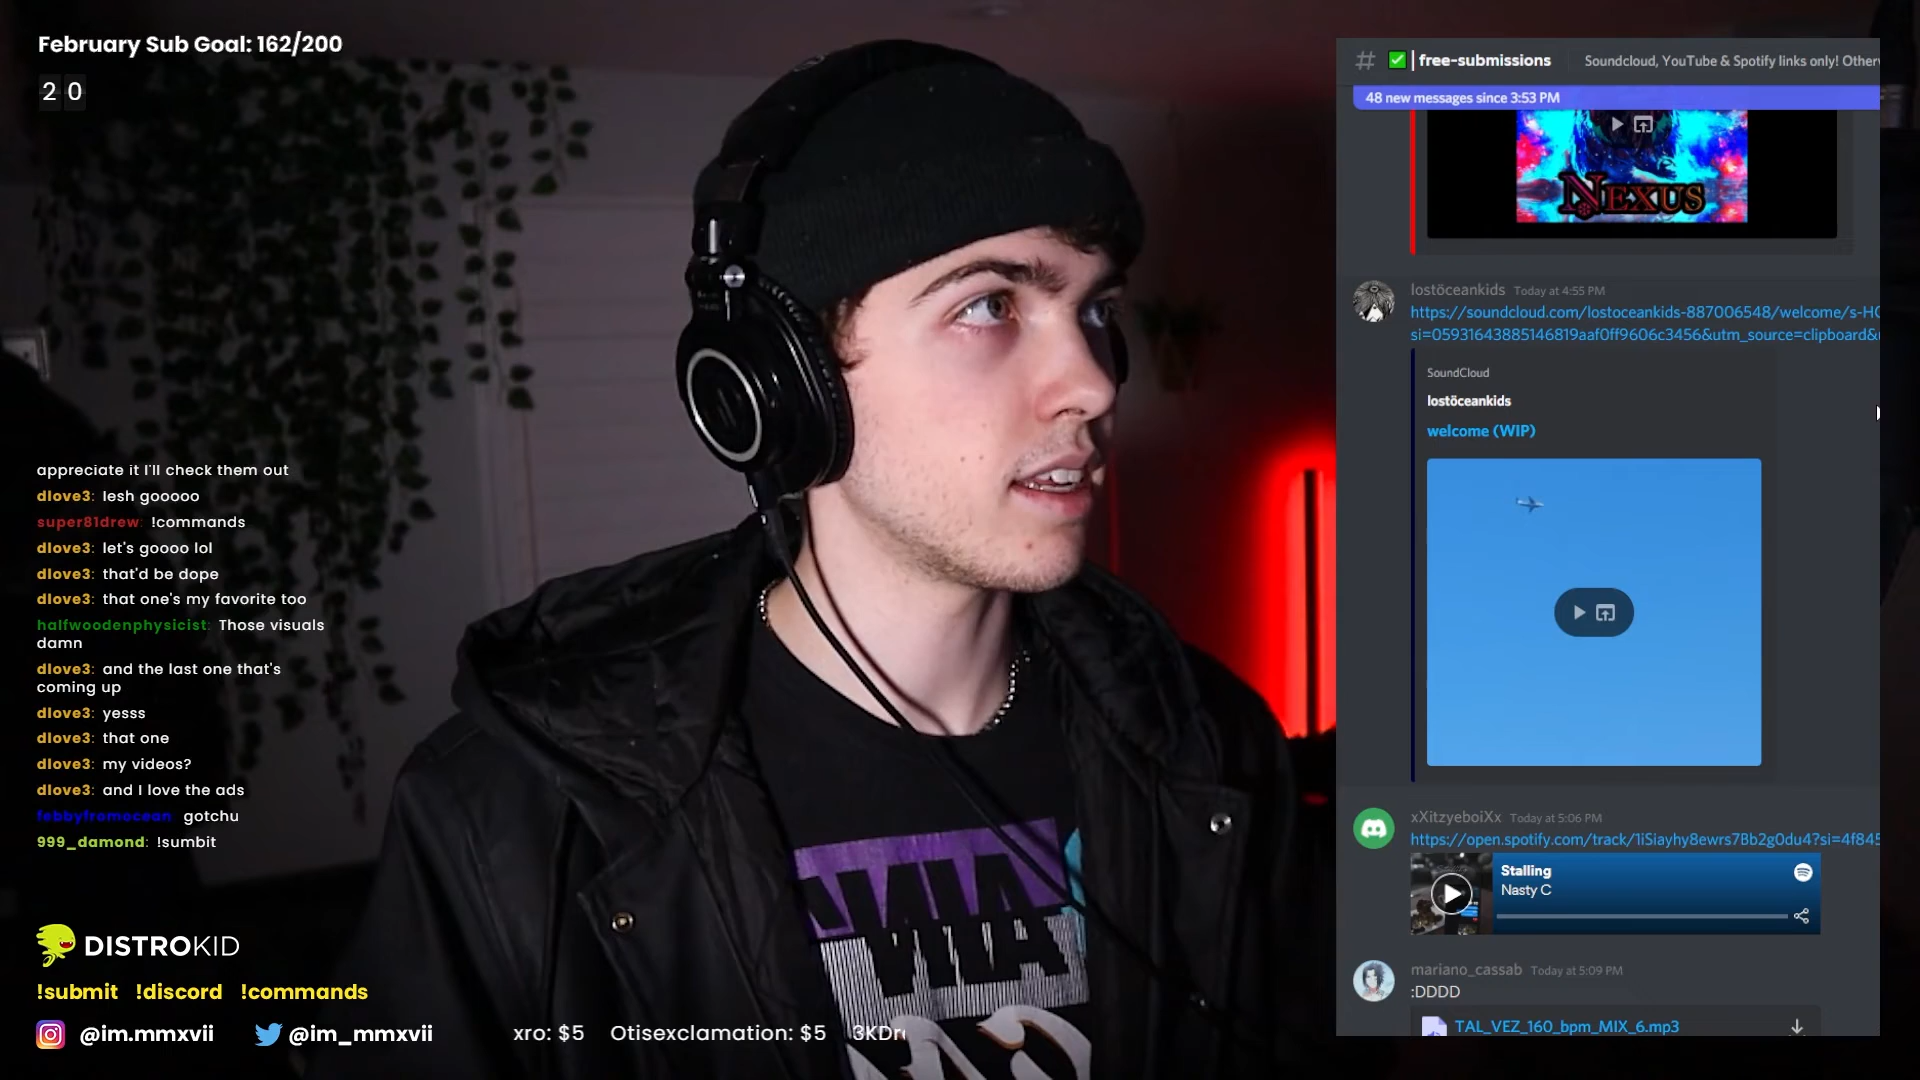 February Sub Goal: 162/200
2 0
appreciate it I'll check them out
dlove3: lesh gooooo
super81drew: !commands
dlove3: let's goooo lol
dlove3: that'd be dope
dlove3: that one's my favorite too
halfwoodenphysicist: Those visuals
damn
dlove3: and the last one that's
coming up
dlove3: yesss
dlove3: that one
dlove3: my videos?
dlove3: and I love the ads
febbyfromocean: gotchu
999_damond: !sumbit
DISTROKID
!submit !discord !commands
@im.mmxvii @im_mmxvii
xro: $5 Otisexclamation: $5 3KDr
# ✅ | free-submissions Soundcloud, YouTube & Spotify links only! Other
48 new messages since 3:53 PM
NEXUS
lostöceankids Today at 4:55 PM
https://soundcloud.com/lostoceankids-887006548/welcome/s-HC
si=05931643885146819aaf0ff9606c3456&utm_source=clipboard&
SoundCloud
lostöceankids
welcome (WIP)
xXitzyeboiXx Today at 5:06 PM
https://open.spotify.com/track/1iSiayhy8ewrs7Bb2g0du4?si=4f845
Stalling
Nasty C
mariano_cassab Today at 5:09 PM
:DDDD
TAL_VEZ_160_bpm_MIX_6.mp3